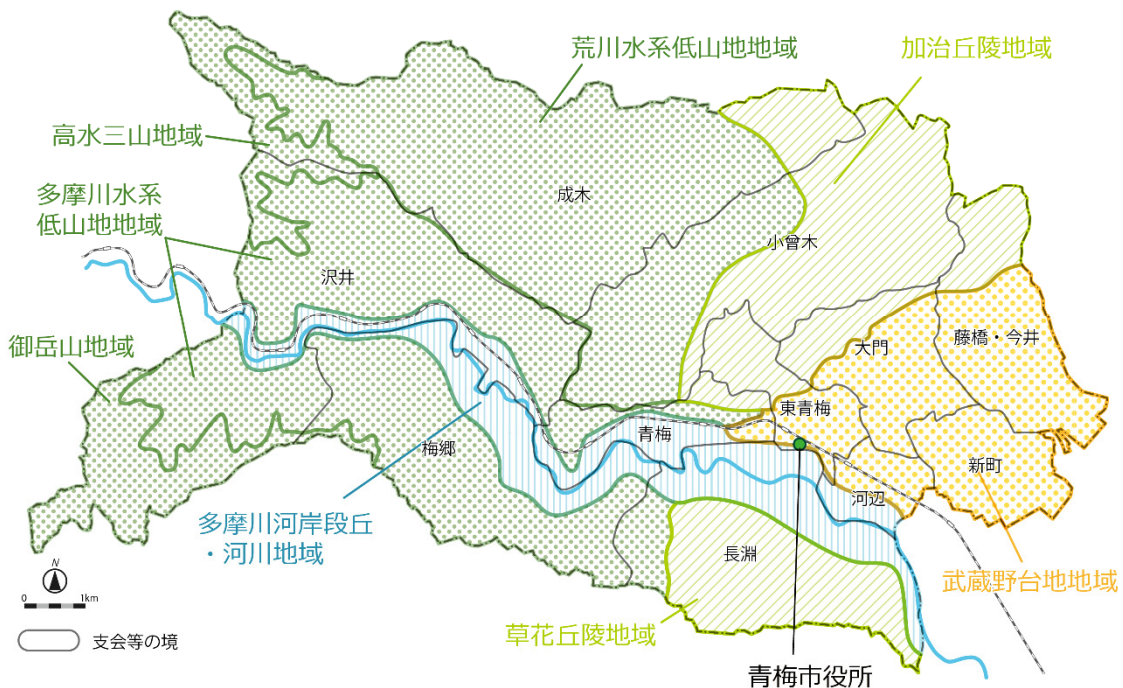 荒川水系低山地地域
加治丘陵地域
高水三山地域
多摩川水系
低山地地域
成木
小曾木
沢井
御岳山地域
大門
藤橋・今井
東青梅
青梅
梅郷
新町
河辺
多摩川河岸段丘
・河川地域
長淵
武蔵野台地地域
N
0 1km
草花丘陵地域
支会等の境
青梅市役所